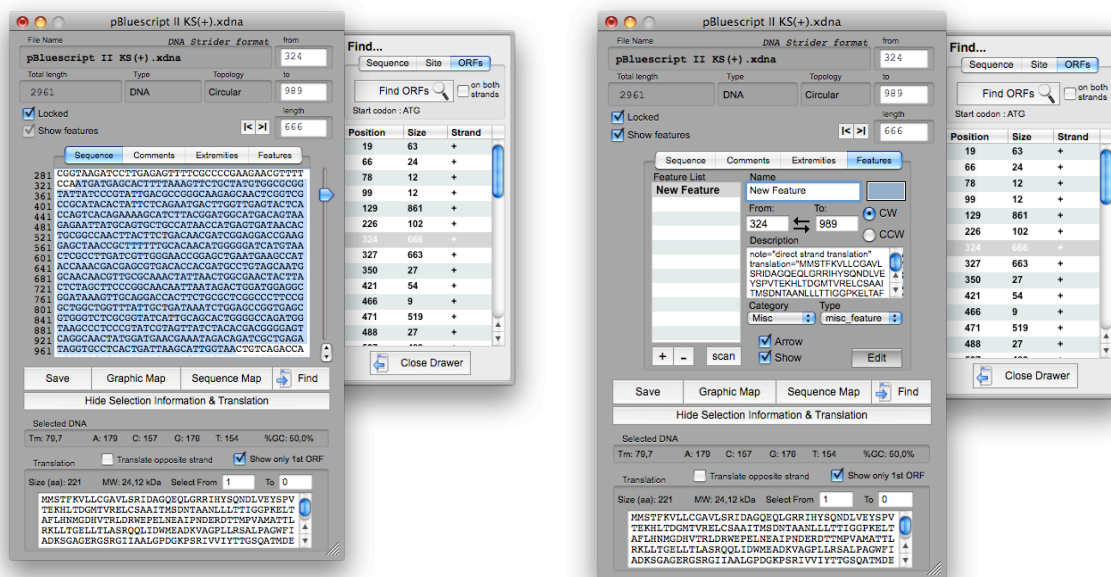 pBluescript II KS(+).xdna
File Name
DNA Strider format
from
pBluescript II KS(+).xdna
324
Total length
Type
Topology
to
2961
DNA
Circular
989
Locked
length
Show features
|<
>|
666
Sequence
Comments
Extremities
Features
281 CGGTAAGATCCTTGAGAGTTTTCGCCCCGAAGAACGTTTT
321 CCAATGATGAGCACTTTTAAAGTTCTGCTATGTGGCGCGG
361 TATTATCCCGTATTGACGCCGGGCAAGAGCAACTCGGTCG
401 CCGCATACACTATTCTCAGAATGACTTGGTTGAGTACTCA
441 CCAGTCACAGAAAAGCATCTTACGGATGGCATGACAGTAA
481 GAGAATTATGCAGTGCTGCCATAACCATGAGTGATAACAC
521 TGCGGCCAACTTACTTCTGACAACGATCGGAGGACCGAAG
561 GAGCTAACCGCTTTTTTGCACAACATGGGGGATCATGTAA
601 CTCGCCTTGATCGTTGGGAACCGGAGCTGAATGAAGCCAT
641 ACCAAACGACGAGCGTGACACCACGATGCCTGTAGCAATG
681 GCAACAACGTTGCGCAAACTATTAACTGGCGAACTACTTA
721 CTCTAGCTTCCCGGCAACAATTAATAGACTGGATGGAGGC
761 GGATAAAGTTGCAGGACCACTTCTGCGCTCGGCCCTTCCG
801 GCTGGCTGGTTTATTGCTGATAAATCTGGAGCCGGTGAGC
841 GTGGGTCTCGCGGTATCATTGCAGCACTGGGGCCAGATGG
881 TAAGCCCTCCCGTATCGTAGTTATCTACACGACGGGGAGT
921 CAGGCAACTATGGATGAACGAAATAGACAGATCGCTGAGA
961 TAGGTGCCTCACTGATTAAGCATTGGTAACTGTCAGACCA
Save
Graphic Map
Sequence Map
Find
Hide Selection Information & Translation
Selected DNA
Tm: 79,7 A: 179 C: 157 G: 176 T: 154 %GC: 50,0%
Translation
Translate opposite strand
Show only 1st ORF
Size (aa): 221 MW: 24,12 kDa Select From 1 To 0
MMSTFKVLLCGAVLSRIDAGQEQLGRRIHYSQNDLVEYSPV
TEKHLTDGMTVRELCSAAITMSDNTAANLLLTTIGGPKELT
AFLHNMGDHVTRLDRWEPELNEAIPNDERDTTMPVAMATTL
RKLLTGELLTLASRQQLIDWMEADKVAGPLLRSALPAGWFI
ADKSGAGERGSRGIIAALGPDGKPSRIVVIYTTGSQATMDE
Find...
Sequence
Site
ORFs
Find ORFs
on both
strands
Start codon : ATG
Position Size Strand
19 63 +
66 24 +
78 12 +
99 12 +
129 861 +
226 102 +
324 666 +
327 663 +
350 27 +
421 54 +
466 9 +
471 519 +
488 27 +
Close Drawer
pBluescript II KS(+).xdna
File Name
DNA Strider format
from
pBluescript II KS(+).xdna
324
Total length
Type
Topology
to
2961
DNA
Circular
989
Locked
length
Show features
|<
>|
666
Sequence
Comments
Extremities
Features
Feature List
Name
New Feature
New Feature
From:
To:
CW
324
989
CCW
Description
note="direct strand translation"
translation="MMSTFKVLLCGAVL
SRIDAGQEQLGRRIHYSQNDLVE
YSPVTEKHLTDGMTVRELCSAAI
TMSDNTAANLLLTTIGGPKELTAF
Category
Type
Misc
misc_feature
Arrow
+
-
scan
Show
Edit
Save
Graphic Map
Sequence Map
Find
Hide Selection Information & Translation
Selected DNA
Tm: 79,7 A: 179 C: 157 G: 176 T: 154 %GC: 50,0%
Translation
Translate opposite strand
Show only 1st ORF
Size (aa): 221 MW: 24,12 kDa Select From 1 To 0
MMSTFKVLLCGAVLSRIDAGQEQLGRRIHYSQNDLVEYSPV
TEKHLTDGMTVRELCSAAITMSDNTAANLLLTTIGGPKELT
AFLHNMGDHVTRLDRWEPELNEAIPNDERDTTMPVAMATTL
RKLLTGELLTLASRQQLIDWMEADKVAGPLLRSALPAGWFI
ADKSGAGERGSRGIIAALGPDGKPSRIVVIYTTGSQATMDE
Find...
Sequence
Site
ORFs
Find ORFs
on both
strands
Start codon : ATG
Position Size Strand
19 63 +
66 24 +
78 12 +
99 12 +
129 861 +
226 102 +
324 666 +
327 663 +
350 27 +
421 54 +
466 9 +
471 519 +
488 27 +
Close Drawer